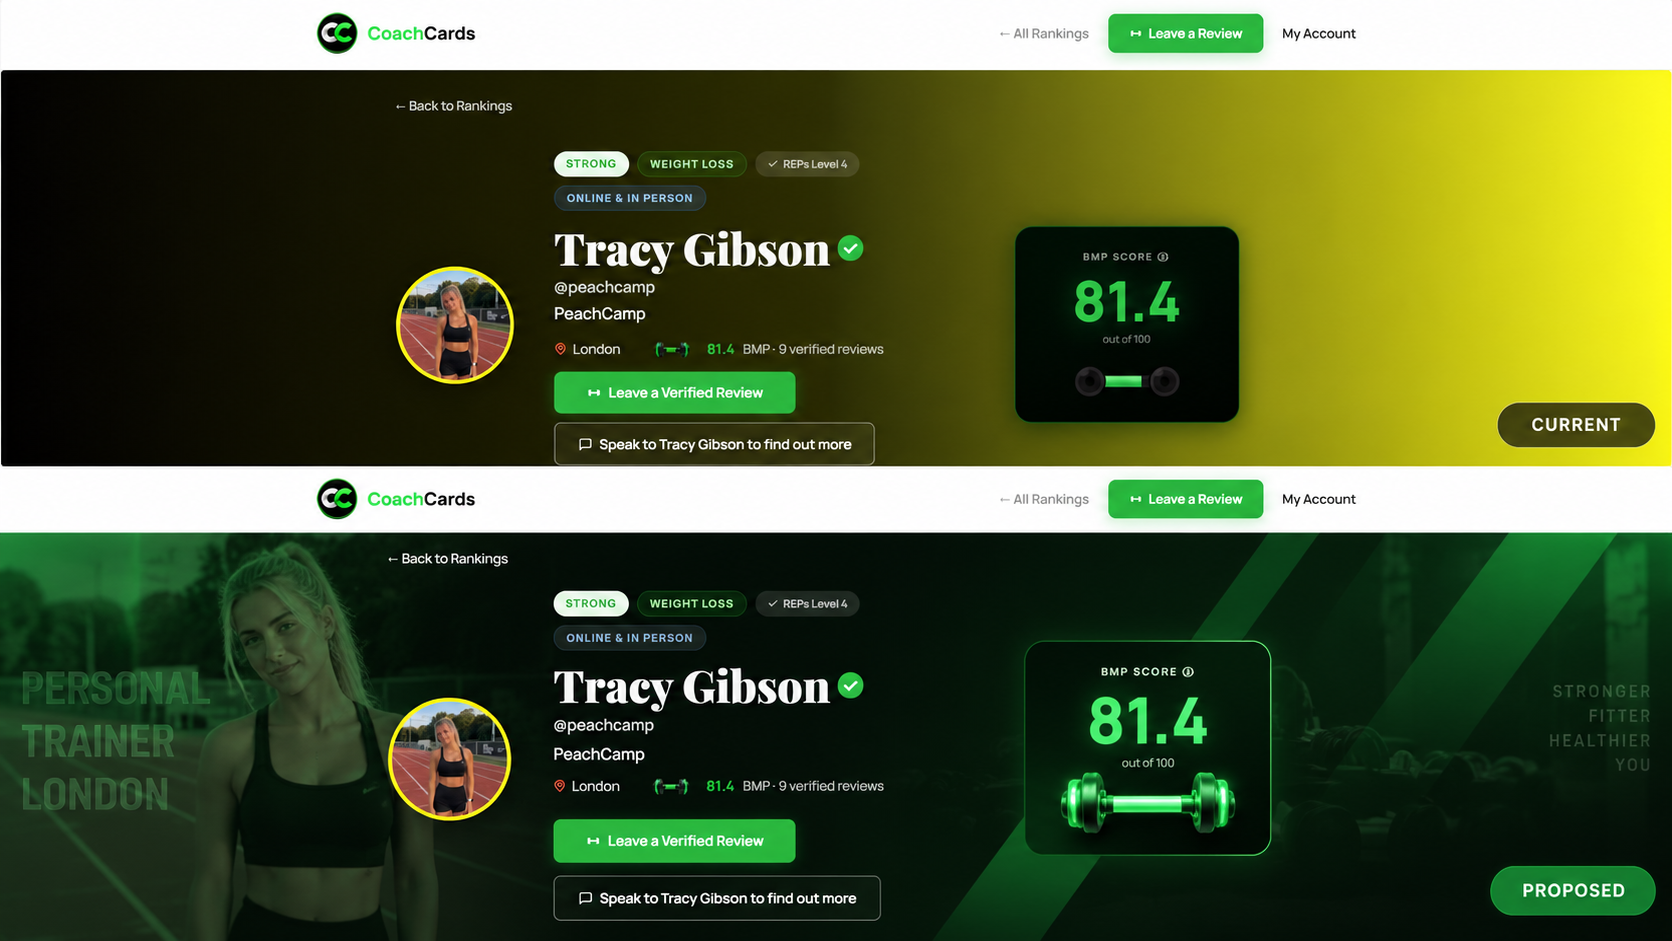 CoachCards
← All Rankings
Leave a Review
My Account
← Back to Rankings
STRONG
WEIGHT LOSS
✓ REPs Level 4
ONLINE & IN PERSON
Tracy Gibson
@peachcamp
PeachCamp
London
81.4 BMP · 9 verified reviews
Leave a Verified Review
Speak to Tracy Gibson to find out more
BMP SCORE
81.4
out of 100
CURRENT
CoachCards
← All Rankings
Leave a Review
My Account
← Back to Rankings
PERSONAL
TRAINER
LONDON
STRONG
WEIGHT LOSS
✓ REPs Level 4
ONLINE & IN PERSON
Tracy Gibson
@peachcamp
PeachCamp
London
81.4 BMP · 9 verified reviews
Leave a Verified Review
Speak to Tracy Gibson to find out more
BMP SCORE
81.4
out of 100
STRONGER
FITTER
HEALTHIER
YOU
PROPOSED